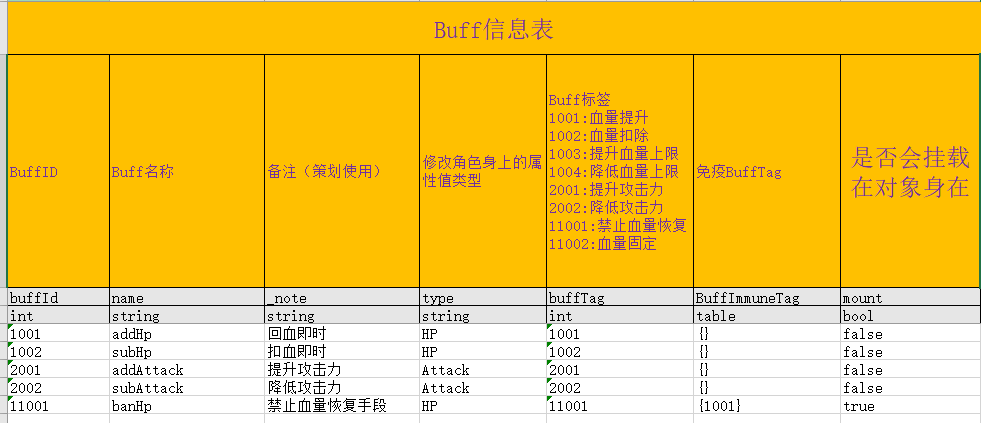 Buff信息表
BuffID
Buff名称
备注（策划使用）
修改角色身上的属
性值类型
Buff标签
1001:血量提升
1002:血量扣除
1003:提升血量上限
1004:降低血量上限
2001:提升攻击力
2002:降低攻击力
11001:禁止血量恢复
11002:血量固定
免疫BuffTag
是否会挂载
在对象身在
buffId name _note type buffTag BuffImmuneTag mount
int string string string int table bool
1001 addHp 回血即时 HP 1001 {} false
1002 subHp 扣血即时 HP 1002 {} false
2001 addAttack 提升攻击力 Attack 2001 {} false
2002 subAttack 降低攻击力 Attack 2002 {} false
11001 banHp 禁止血量恢复手段 HP 11001 {1001} true